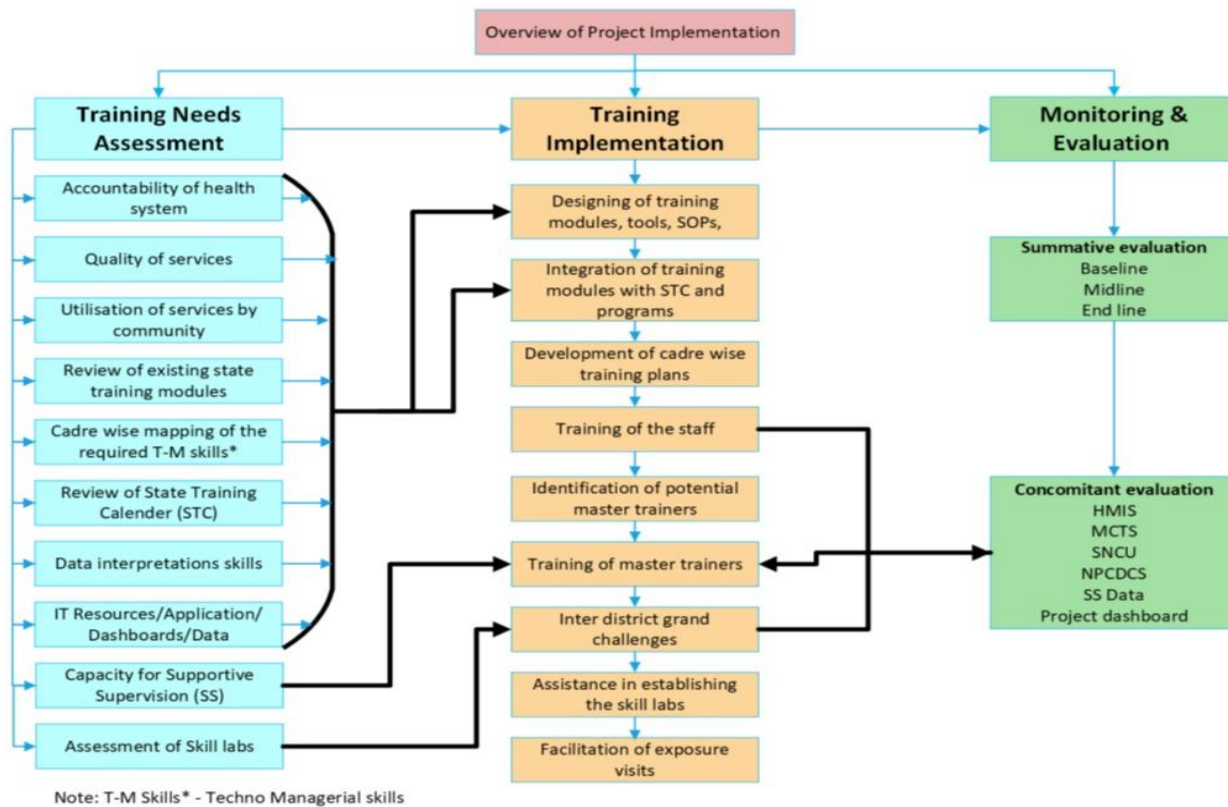 Overview of Project Implementation
Training Needs
Assessment
Accountability of health
system
Quality of services
Utilisation of services by
community
Review of existing state
training modules
Cadre wise mapping of the
required T-M skills*
Review of State Training
Calender (STC)
Data interpretations skills
IT Resources/Application/
Dashboards/Data
Capacity for Supportive
Supervision (SS)
Assessment of Skill labs
Training
Implementation
Designing of training
modules, tools, SOPs,
Integration of training
modules with STC and
programs
Development of cadre wise
training plans
Training of the staff
Identification of potential
master trainers
Training of master trainers
Inter district grand
challenges
Assistance in establishing
the skill labs
Facilitation of exposure
visits
Monitoring &
Evaluation
Summative evaluation
Baseline
Midline
End line
Concomitant evaluation
HMIS
MCTS
SNCU
NPCDCS
SS Data
Project dashboard
Note: T-M Skills* - Techno Managerial skills